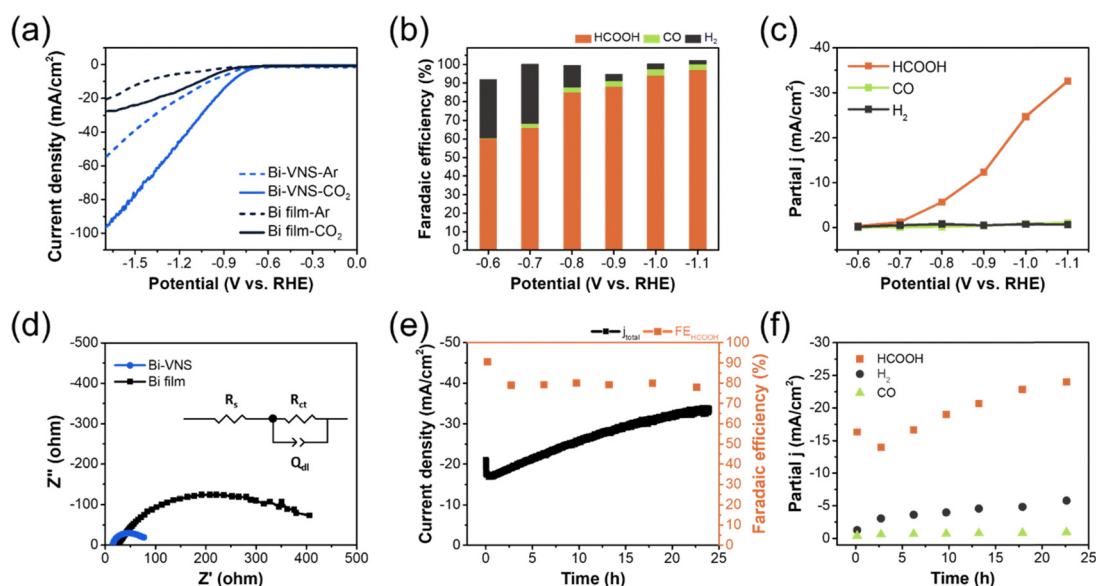 (a)
0
-20
-40
-60
-80
-100
Current density (mA/cm²)
Bi-VNS-Ar
Bi-VNS-CO₂
Bi film-Ar
Bi film-CO₂
-1.5 -1.2 -0.9 -0.6 -0.3 0.0
Potential (V vs. RHE)
(b)
HCOOH CO H₂
100
90
80
70
60
50
40
30
20
10
0
Faradaic efficiency (%)
-0.6 -0.7 -0.8 -0.9 -1.0 -1.1
Potential (V vs. RHE)
(c)
-40
-30
-20
-10
0
Partial j (mA/cm²)
HCOOH
CO
H₂
-0.6 -0.7 -0.8 -0.9 -1.0 -1.1
Potential (V vs. RHE)
(d)
-500
-400
-300
-200
-100
0
Z'' (ohm)
Bi-VNS
Bi film
Rs Rct
Qdl
0 100 200 300 400 500
Z' (ohm)
(e)
jtotal FEHCOOH
-50
-40
-30
-20
-10
0
Current density (mA/cm²)
100
90
80
70
60
50
40
30
20
10
0
Faradaic efficiency (%)
0 5 10 15 20 25
Time (h)
(f)
-30
-25
-20
-15
-10
-5
0
Partial j (mA/cm²)
HCOOH
H₂
CO
0 5 10 15 20 25
Time (h)